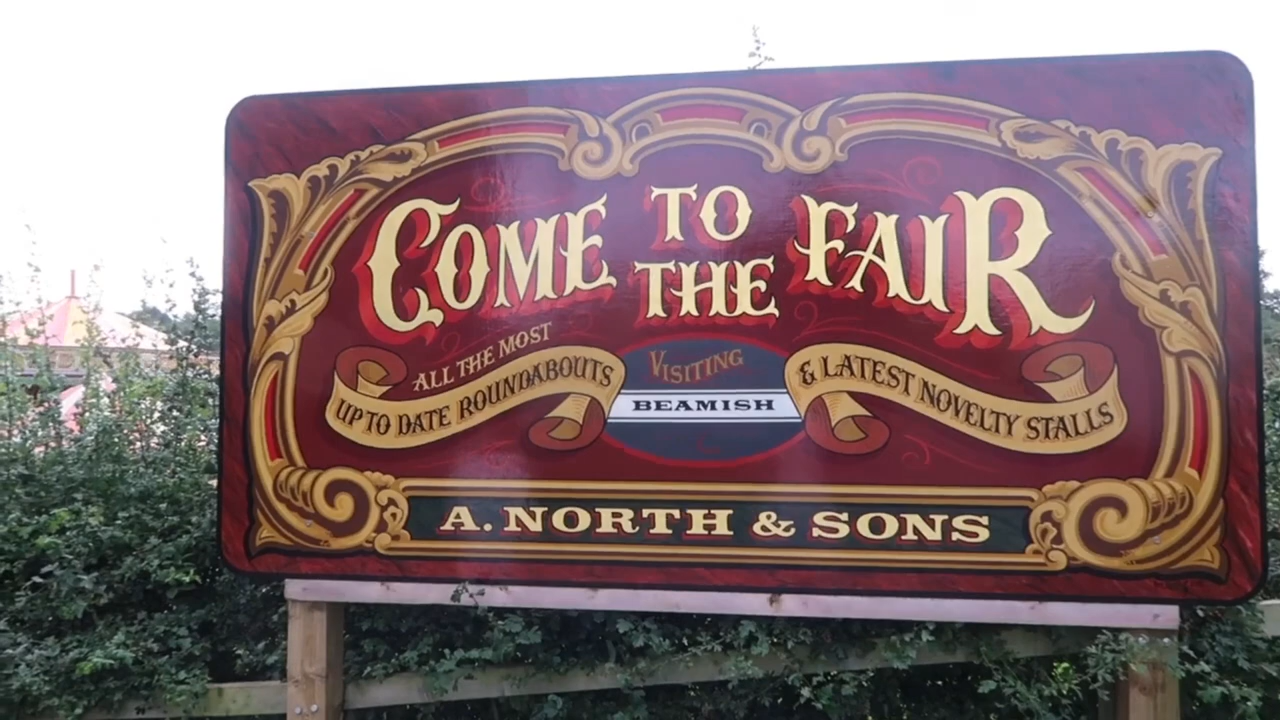 COME TO THE FAIR
ALL THE MOST
UP TO DATE ROUNDABOUTS
VISITING
BEAMISH
& LATEST NOVELTY STALLS
A. NORTH & SONS